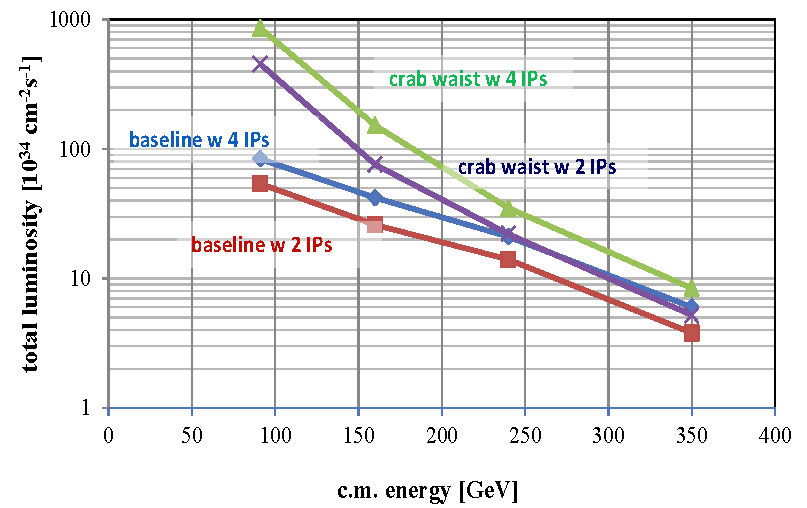 1000
crab waist w 4 IPs
baseline w 4 IPs
100
crab waist w 2 IPs
baseline w 2 IPs
10
1
0 50 100 150 200 250 300 350 400
total luminosity [10³⁴ cm⁻²s⁻¹]
c.m. energy [GeV]